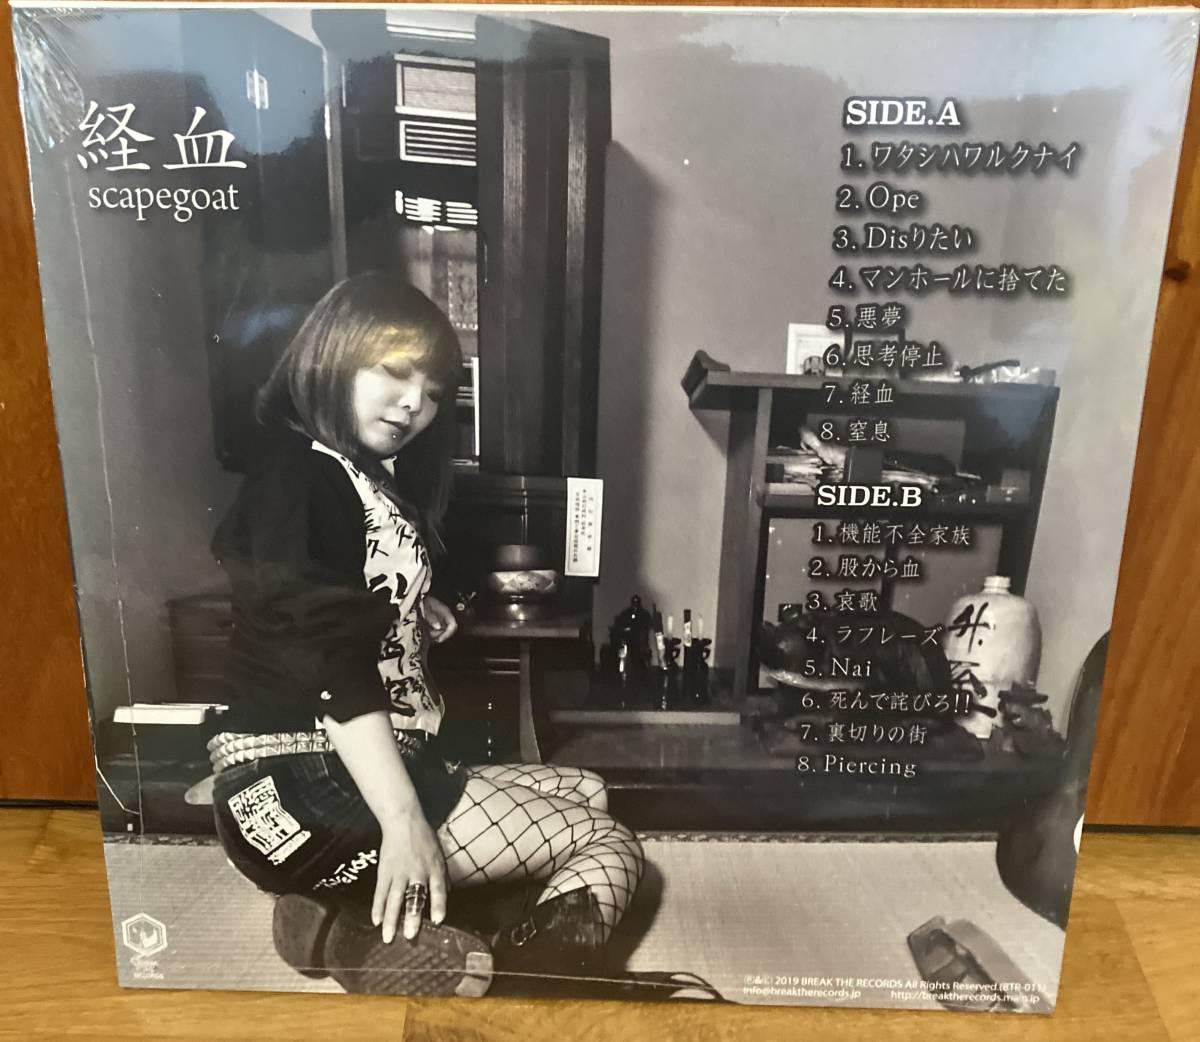 経血
scapegoat
SIDE.A
1. ワタシハワルクナイ
2. Ope
3. Disりたい
4. マンホールに捨てた
5. 悪夢
6. 思考停止
7. 経血
8. 窒息
SIDE.B
1. 機能不全家族
2. 股から血
3. 哀歌
4. ラフレーズ
5. Nai
6. 死んで詫びろ!!
7. 裏切りの街
8. Piercing
RECORDS
Ⓟ&Ⓒ 2019 BREAK THE RECORDS All Rights Reserved.(BTR-011)
info@breaktherecords.jp http://breaktherecords.main.jp